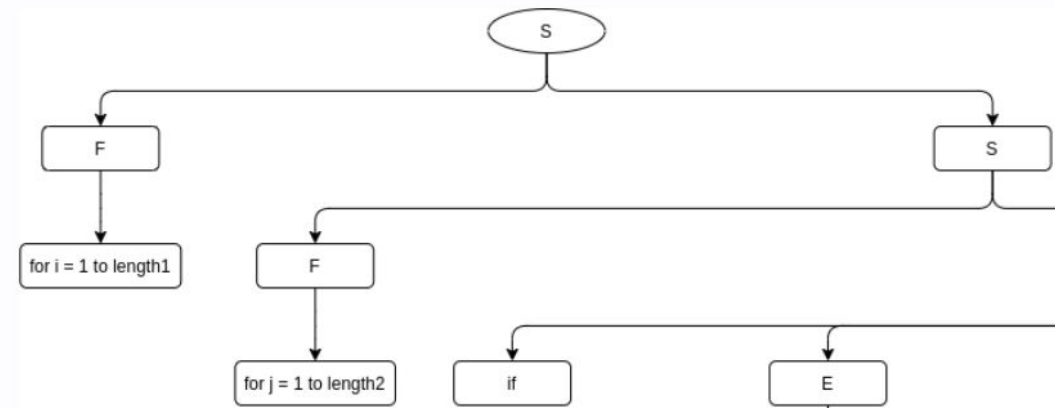 S
F
S
for i = 1 to length1
F
for j = 1 to length2
if
E